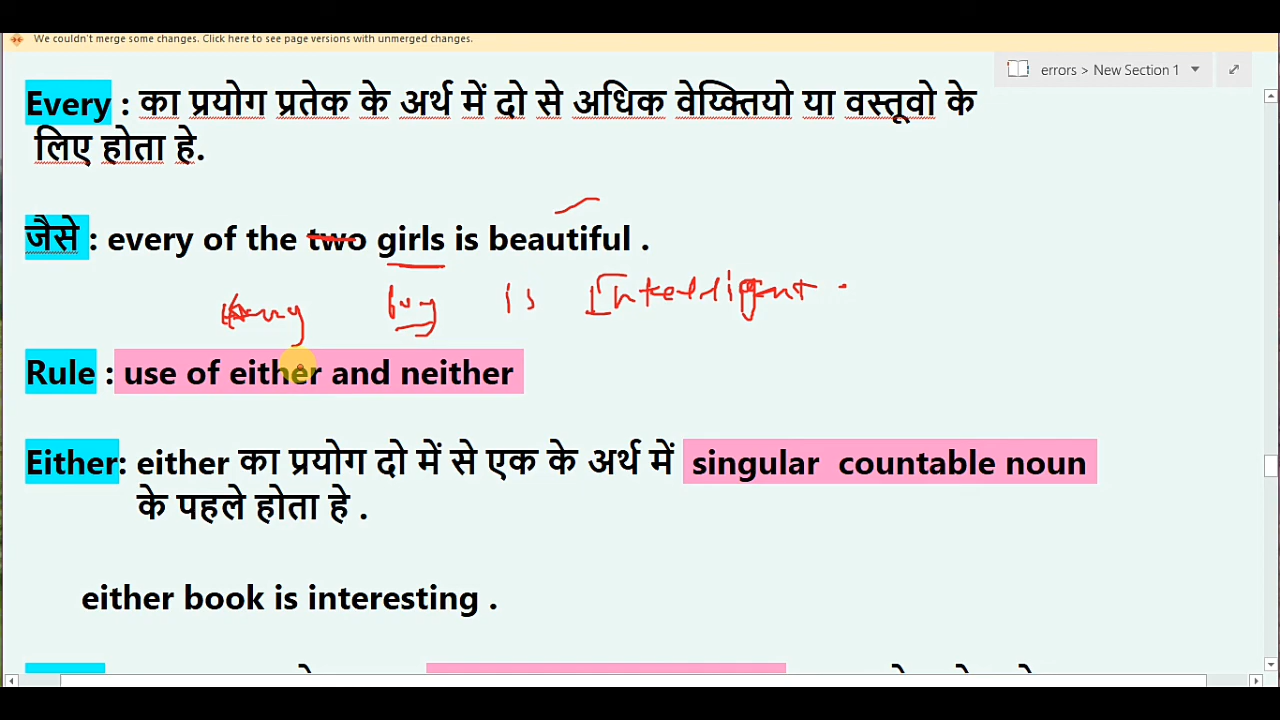 We couldn't merge some changes. Click here to see page versions with unmerged changes.
errors > New Section 1
Every : का प्रयोग प्रतेक के अर्थ में दो से अधिक वेय्क्तियो या वस्तूवो के
लिए होता हे.
जैसे : every of the two girls is beautiful .
boy is Intelligent .
Rule : use of either and neither
Either: either का प्रयोग दो में से एक के अर्थ में singular countable noun
के पहले होता हे .
either book is interesting .